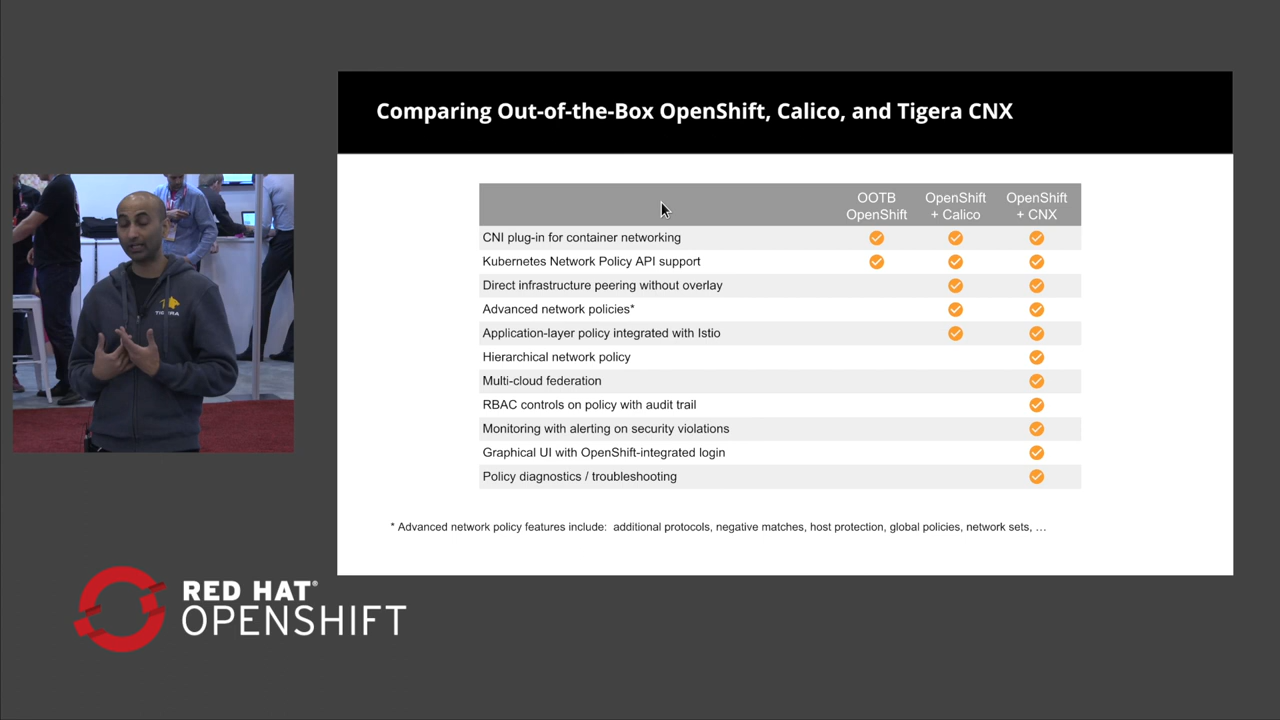 Comparing Out-of-the-Box OpenShift, Calico, and Tigera CNX
OOTB OpenShift
OpenShift + Calico
OpenShift + CNX
CNI plug-in for container networking
Kubernetes Network Policy API support
Direct infrastructure peering without overlay
Advanced network policies*
Application-layer policy integrated with Istio
Hierarchical network policy
Multi-cloud federation
RBAC controls on policy with audit trail
Monitoring with alerting on security violations
Graphical UI with OpenShift-integrated login
Policy diagnostics / troubleshooting
* Advanced network policy features include: additional protocols, negative matches, host protection, global policies, network sets, …
TIGERA
RED HAT®
OPENSHIFT